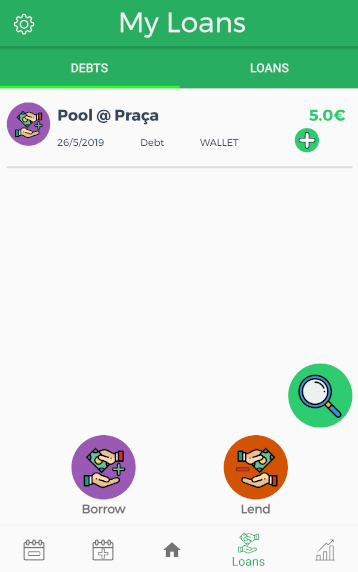 My Loans
DEBTS LOANS
Pool @ Praça 5.0€
26/5/2019 Debt WALLET
Borrow Lend
Loans